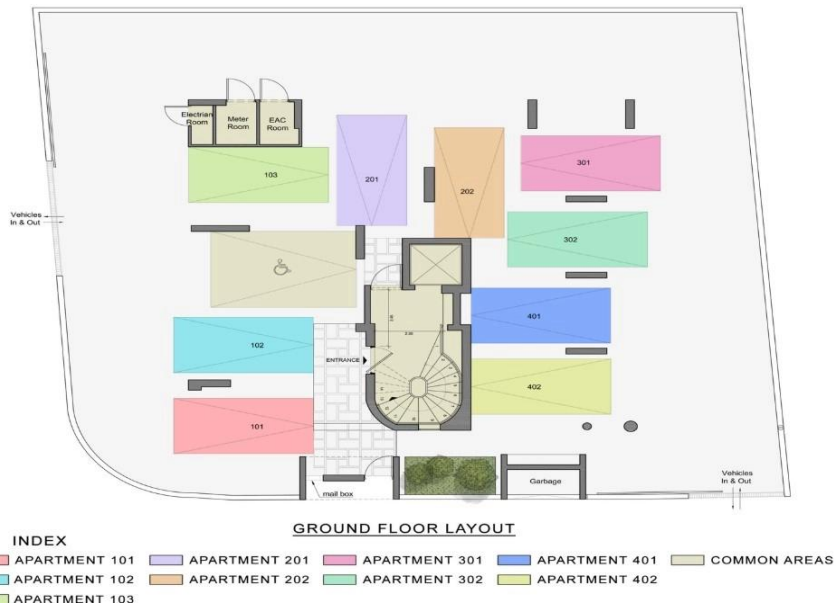 Electrian
Room
Meter
Room
EAC
Room
103
201
202
301
302
Vehicles
In & Out
102
ENTRANCE
401
402
101
mail box
Garbage
Vehicles
In & Out
GROUND FLOOR LAYOUT
INDEX
APARTMENT 101 APARTMENT 201 APARTMENT 301 APARTMENT 401 COMMON AREAS
APARTMENT 102 APARTMENT 202 APARTMENT 302 APARTMENT 402
APARTMENT 103